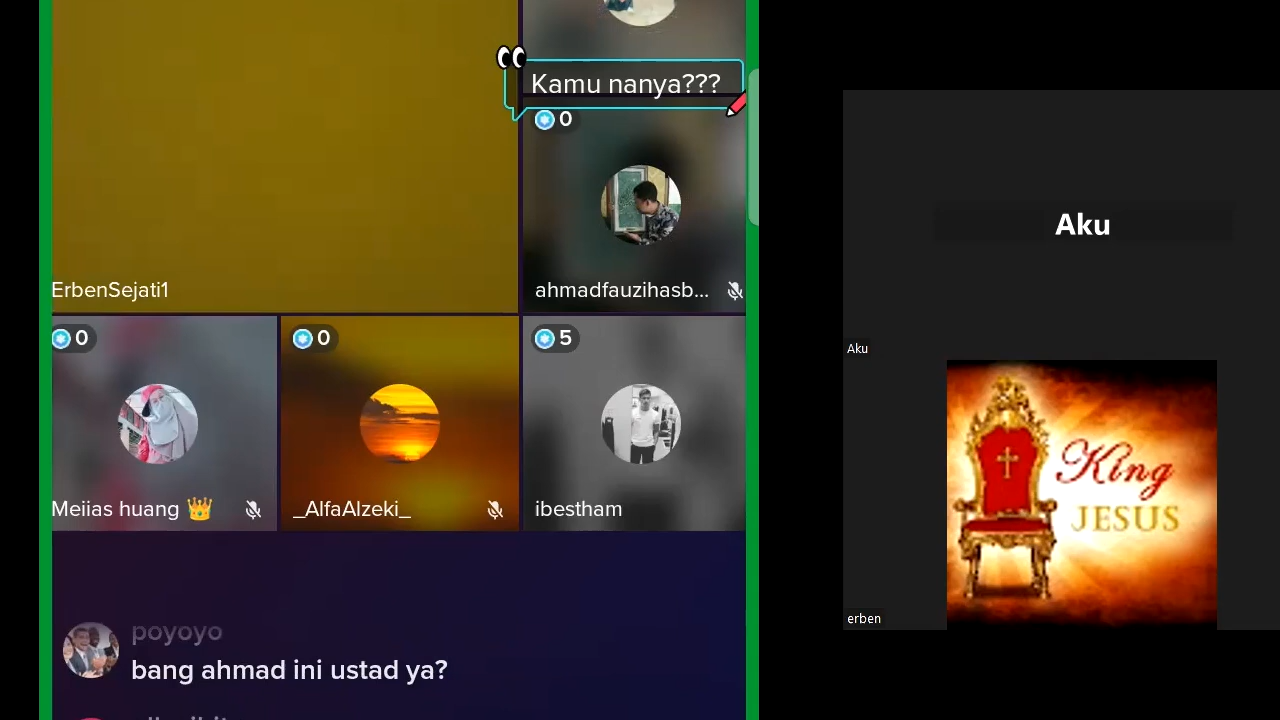 Kamu nanya???
0
ErbenSejati1
ahmadfauzihasb...
0
0
5
Meiias huang 👑
_AlfaAlzeki_
ibestham
poyoyo
bang ahmad ini ustad ya?
Aku
Aku
King
JESUS
erben